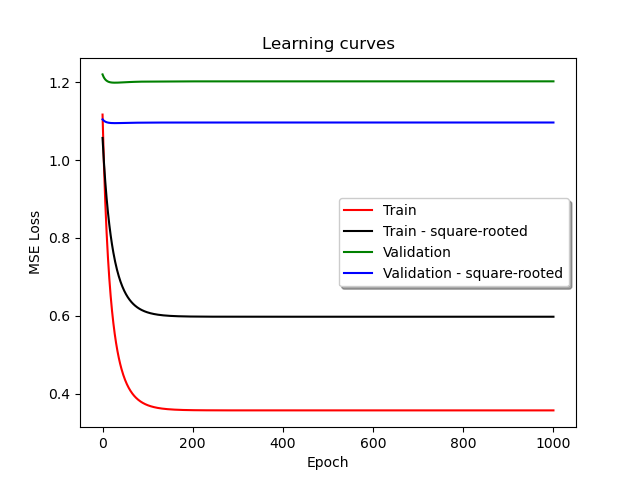 Learning curves
1.2
1.0
0.8
0.6
0.4
MSE Loss
Train
Train - square-rooted
Validation
Validation - square-rooted
0
200
400
600
800
1000
Epoch